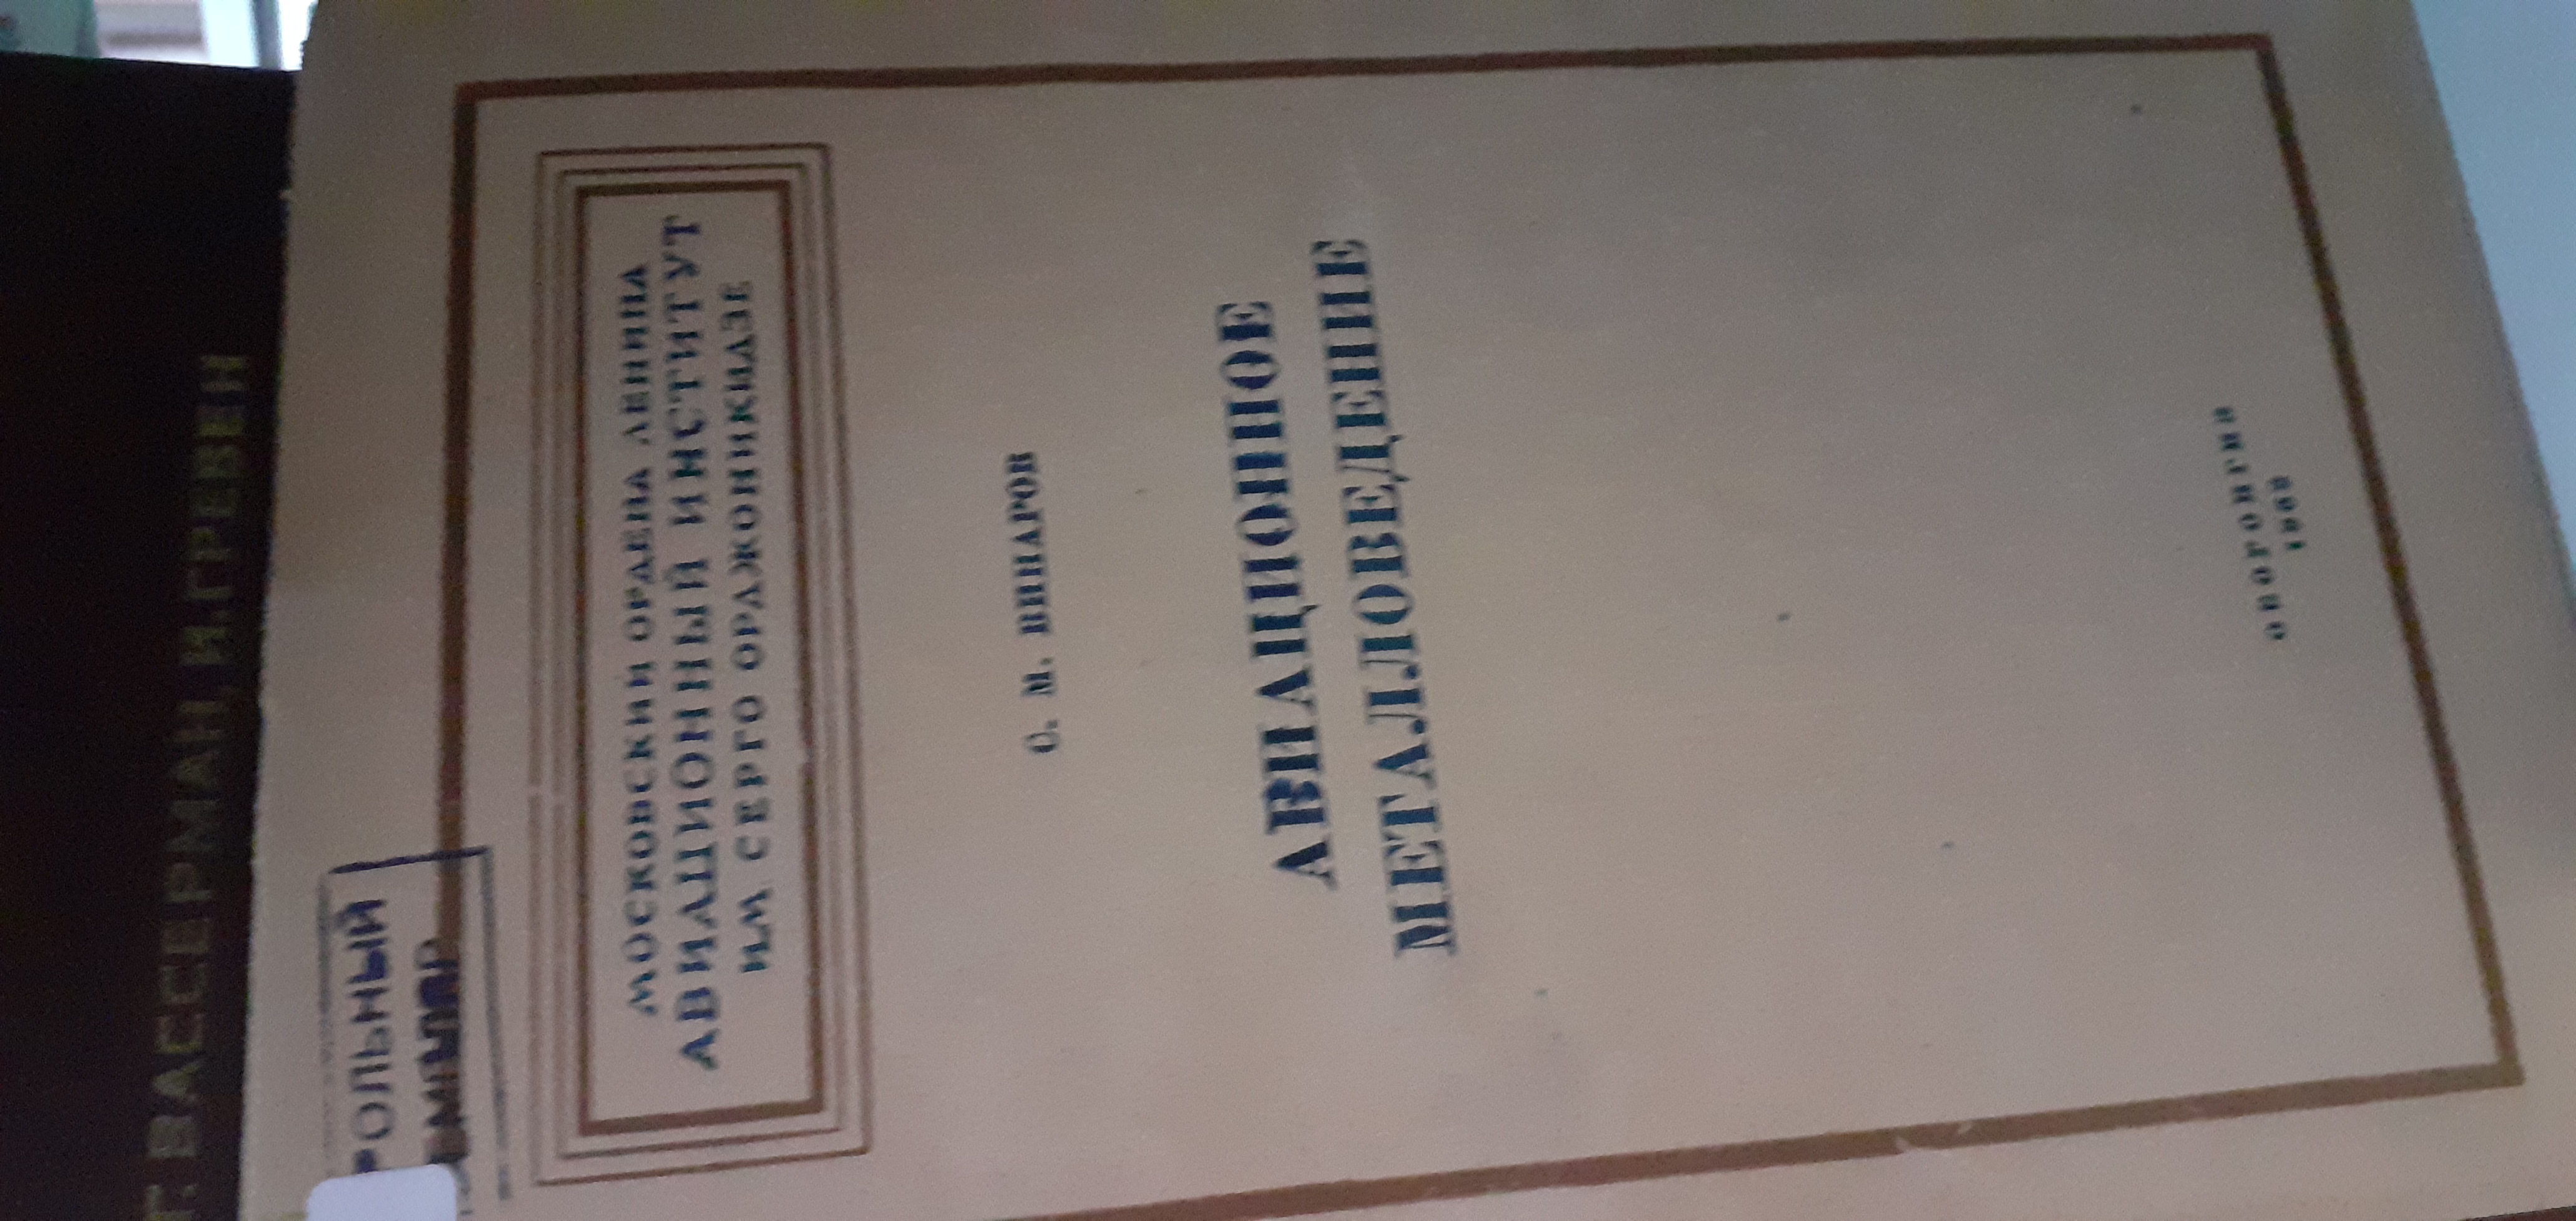 Г. ВАССЕРМАН, И. ГРЕВЕН
РОЛЬНЫЙ
МОСКОВСКИЙ ОРДЕНА ЛЕНИНА
АВИАЦИОННЫЙ ИНСТИТУТ
ИМ СЕРГО ОРДЖОНИКИДЗЕ
С. М. ВИНАРОВ
АВИАЦИОННОЕ
МЕТАЛЛОВЕДЕНИЕ
ОБОРОНГИЗ